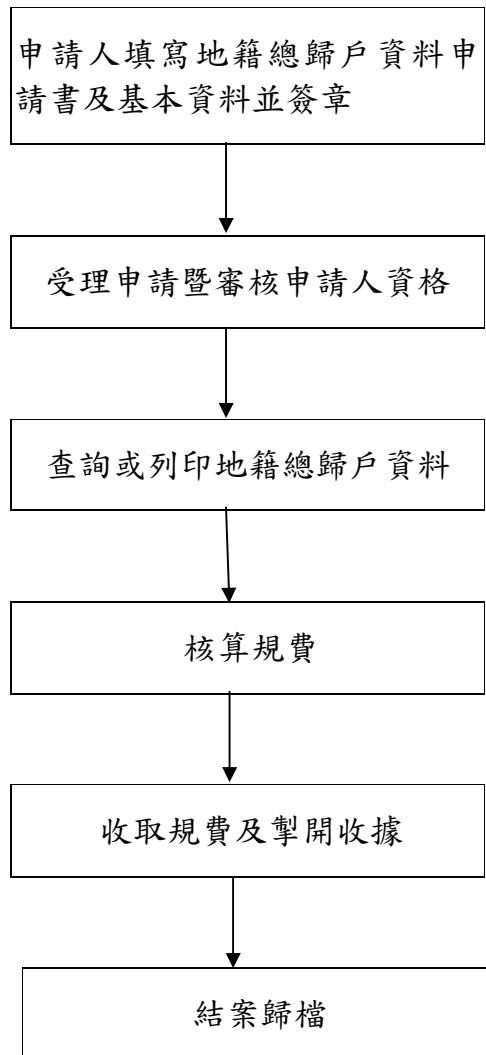 申請人填寫地籍總歸戶資料申
請書及基本資料並簽章
受理申請暨審核申請人資格
查詢或列印地籍總歸戶資料
核算規費
收取規費及掣開收據
結案歸檔